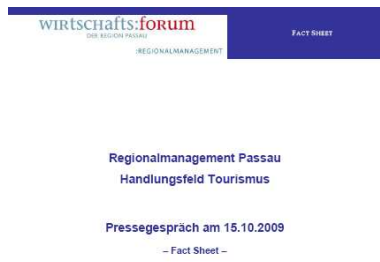 WIRtSCHafts:foRum
DER REGION PASSAU
:REGIONALMANAGEMENT
FACT SHEET
Regionalmanagement Passau
Handlungsfeld Tourismus
Pressegespräch am 15.10.2009
– Fact Sheet –